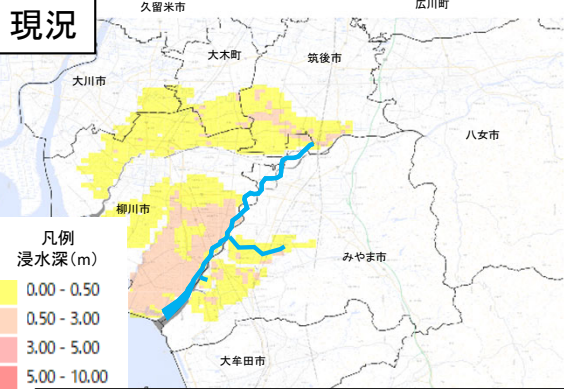 現況
久留米市
広川町
大木町
筑後市
大川市
八女市
柳川市
みやま市
大牟田市
凡例
浸水深(m)
0.00 - 0.50
0.50 - 3.00
3.00 - 5.00
5.00 - 10.00